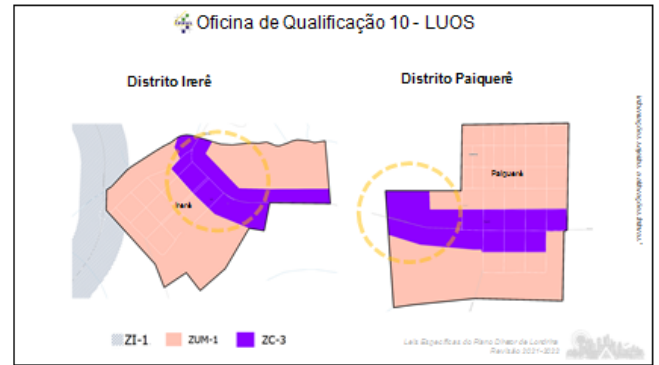 Oficina de Qualificação 10 - LUOS
Distrito Irerê
Distrito Paiquerê
Irerê
Paiquerê
ZI-1
ZUM-1
ZC-3
Leis Específicas do Plano Diretor de Londrina
Revisão 2021-2022